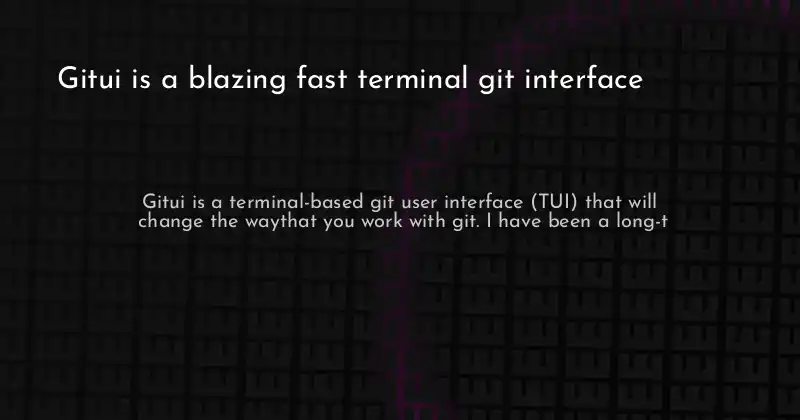 Gitui is a blazing fast terminal git interface
Gitui is a terminal-based git user interface (TUI) that will
change the waythat you work with git. I have been a long-t